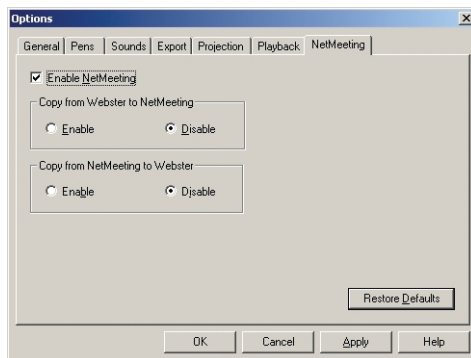 Options
General Pens Sounds Export Projection Playback NetMeeting
Enable NetMeeting
Copy from Webster to NetMeeting
Enable Disable
Copy from NetMeeting to Webster
Enable Disable
Restore Defaults
OK Cancel Apply Help